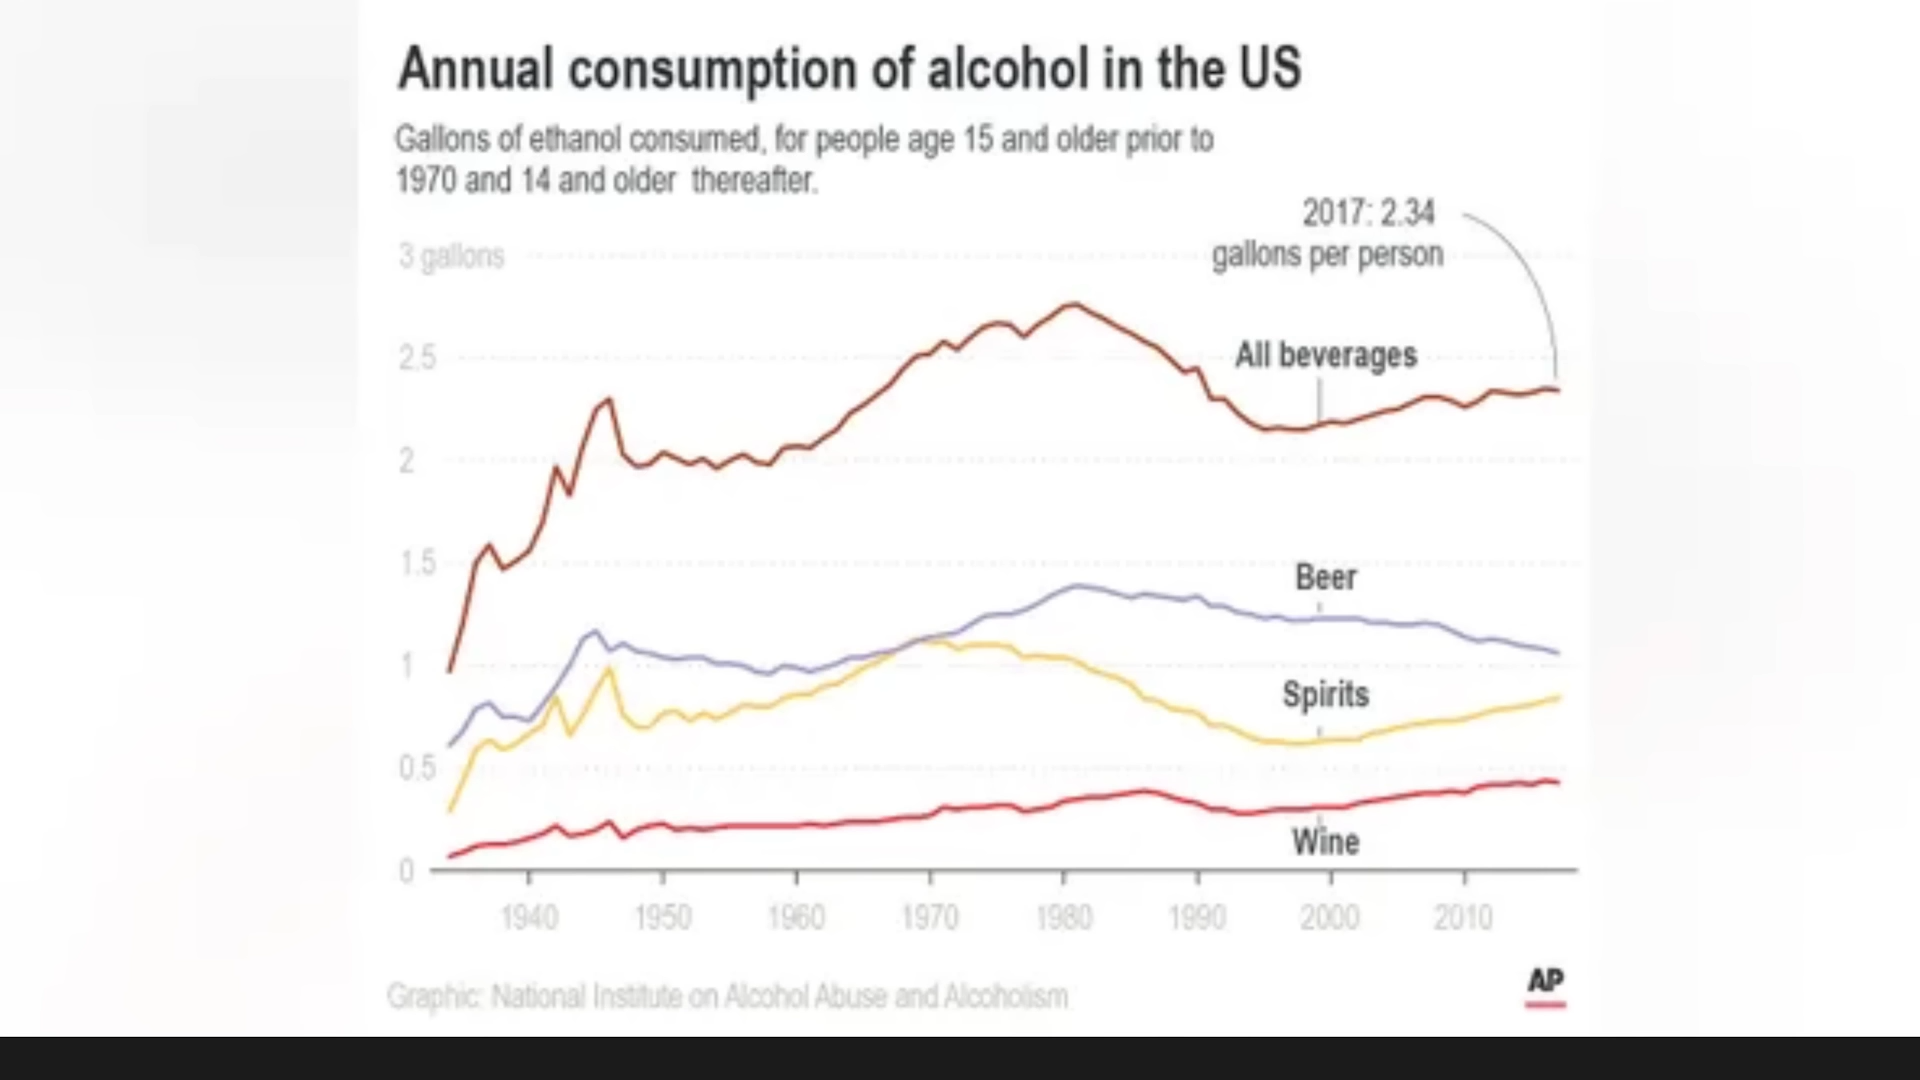 Annual consumption of alcohol in the US
Gallons of ethanol consumed, for people age 15 and older prior to
1970 and 14 and older thereafter.
2017: 2.34
gallons per person
3 gallons
All beverages
2.5
2
1.5
Beer
1
Spirits
0.5
Wine
0
1940 1950 1960 1970 1980 1990 2000 2010
Graphic: National Institute on Alcohol Abuse and Alcoholism
AP